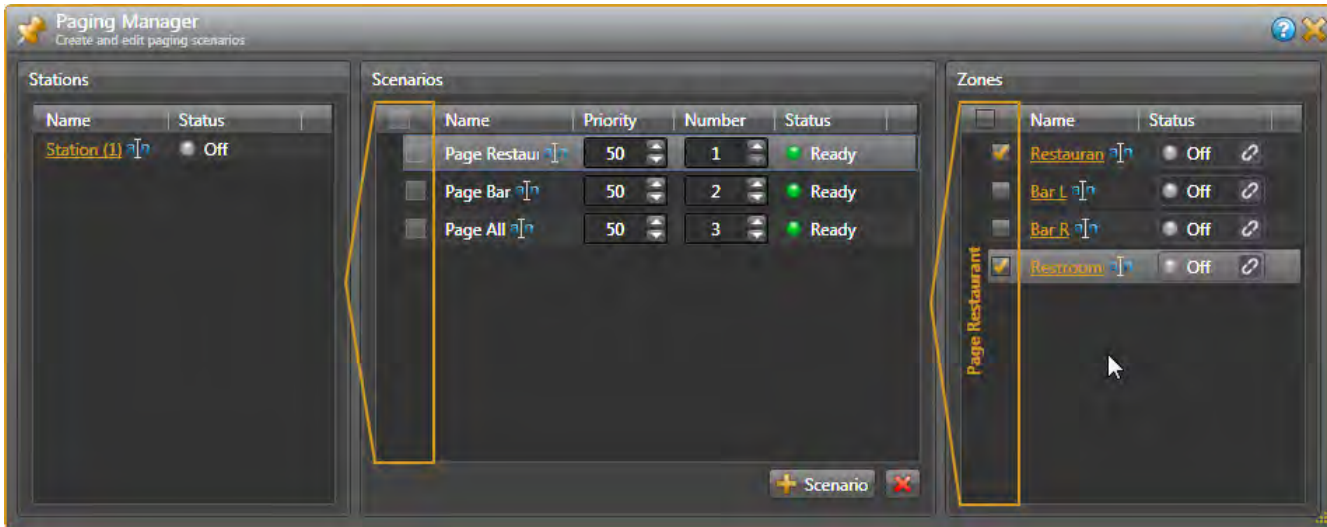 Paging Manager
Create and edit paging scenarios
Stations
Name Status
Station (1) Off
Scenarios
Name Priority Number Status
Page Restau 50 1 Ready
Page Bar 50 2 Ready
Page All 50 3 Ready
Scenario
Zones
Name Status
Restauran Off
Bar L Off
Bar R Off
Restroom Off
Page Restaurant